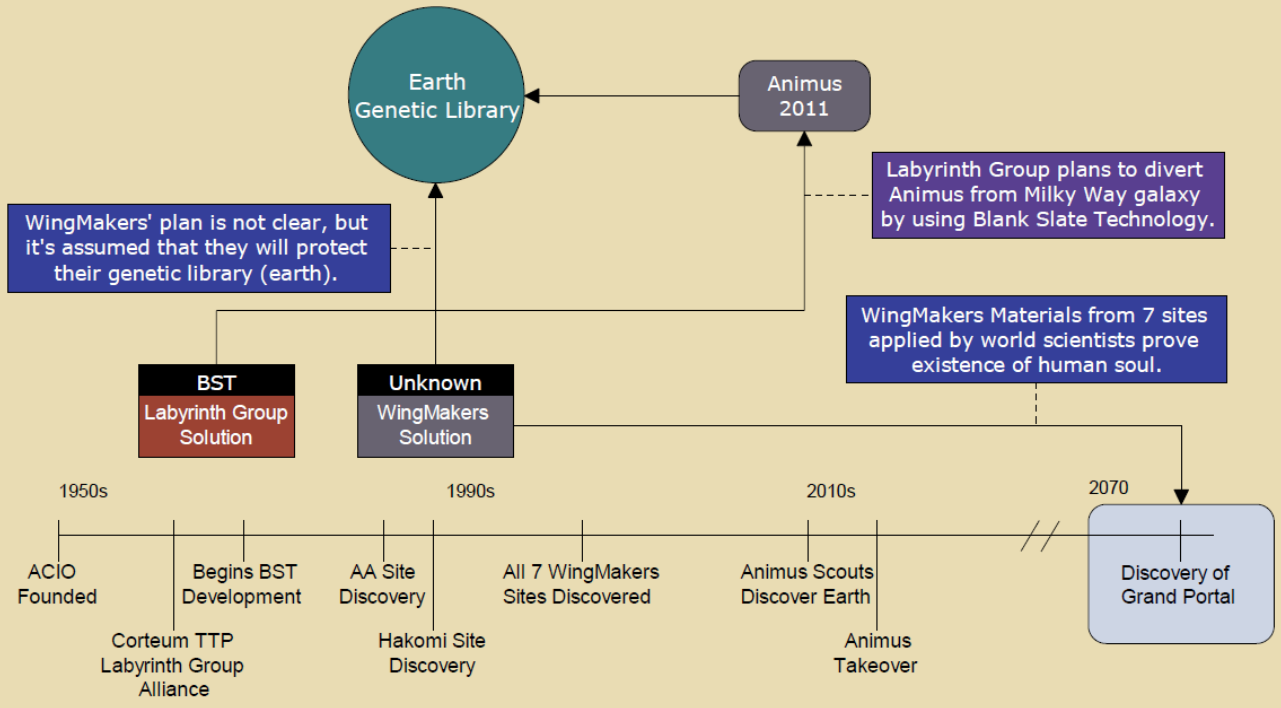 Earth
Genetic Library
Animus
2011
Labyrinth Group plans to divert
Animus from Milky Way galaxy
by using Blank Slate Technology.
WingMakers' plan is not clear, but
it's assumed that they will protect
their genetic library (earth).
WingMakers Materials from 7 sites
applied by world scientists prove
existence of human soul.
BST
Labyrinth Group
Solution
Unknown
WingMakers
Solution
1950s
1990s
2010s
2070
ACIO
Founded
Corteum TTP
Labyrinth Group
Alliance
Begins BST
Development
AA Site
Discovery
Hakomi Site
Discovery
All 7 WingMakers
Sites Discovered
Animus Scouts
Discover Earth
Animus
Takeover
Discovery of
Grand Portal